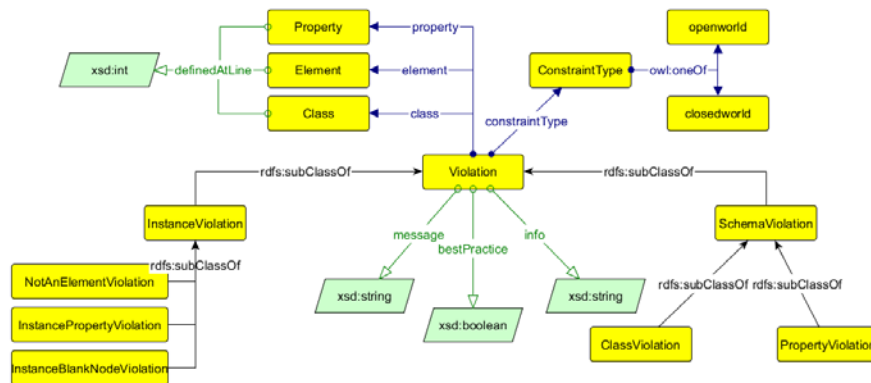 Property
property
openworld
xsd:int
definedAtLine
Element
element
ConstraintType
owl:oneOf
Class
class
closedworld
constraintType
rdfs:subClassOf
Violation
rdfs:subClassOf
InstanceViolation
SchemaViolation
message
info
bestPractice
rdfs:subClassOf
NotAnElementViolation
rdfs:subClassOf
rdfs:subClassOf
xsd:string
xsd:string
InstancePropertyViolation
xsd:boolean
ClassViolation
PropertyViolation
InstanceBlankNodeViolation